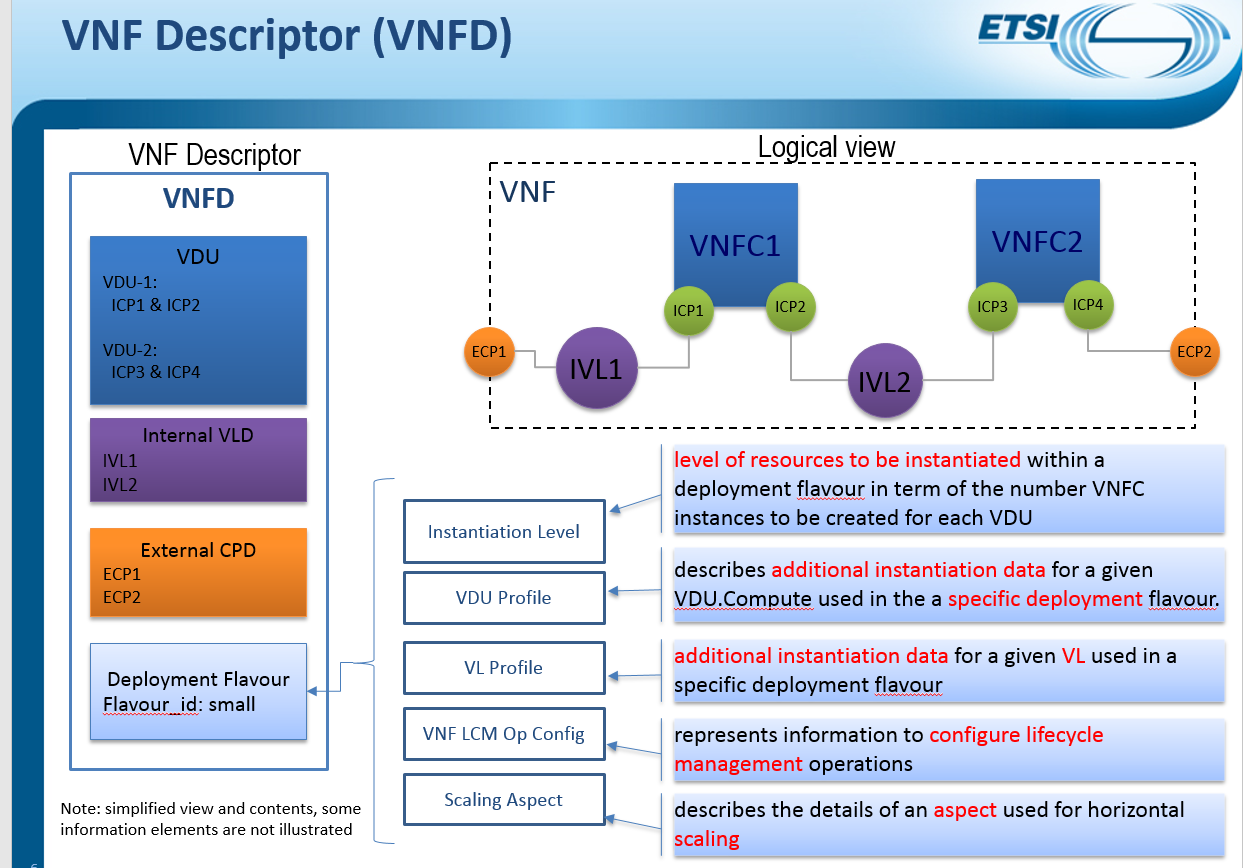 VNF Descriptor (VNFD)
ETSI
VNF Descriptor
VNFD
VDU
VDU-1:
ICP1 & ICP2
VDU-2:
ICP3 & ICP4
Internal VLD
IVL1
IVL2
External CPD
ECP1
ECP2
Deployment Flavour
Flavour_id: small
Note: simplified view and contents, some
information elements are not illustrated
Logical view
VNF
VNFC1
VNFC2
ICP1
ICP2
ICP3
ICP4
ECP1
IVL1
IVL2
ECP2
Instantiation Level
level of resources to be instantiated within a
deployment flavour in term of the number VNFC
instances to be created for each VDU
VDU Profile
describes additional instantiation data for a given
VDU.Compute used in the a specific deployment flavour.
VL Profile
additional instantiation data for a given VL used in a
specific deployment flavour
VNF LCM Op Config
represents information to configure lifecycle
management operations
Scaling Aspect
describes the details of an aspect used for horizontal
scaling